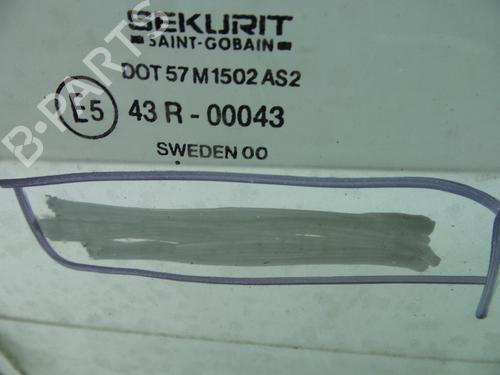 SEKURIT
SAINT-GOBAIN
DOT 57 M1502 AS2
E5 43 R - 00043
SWEDEN 00
B-PARTS